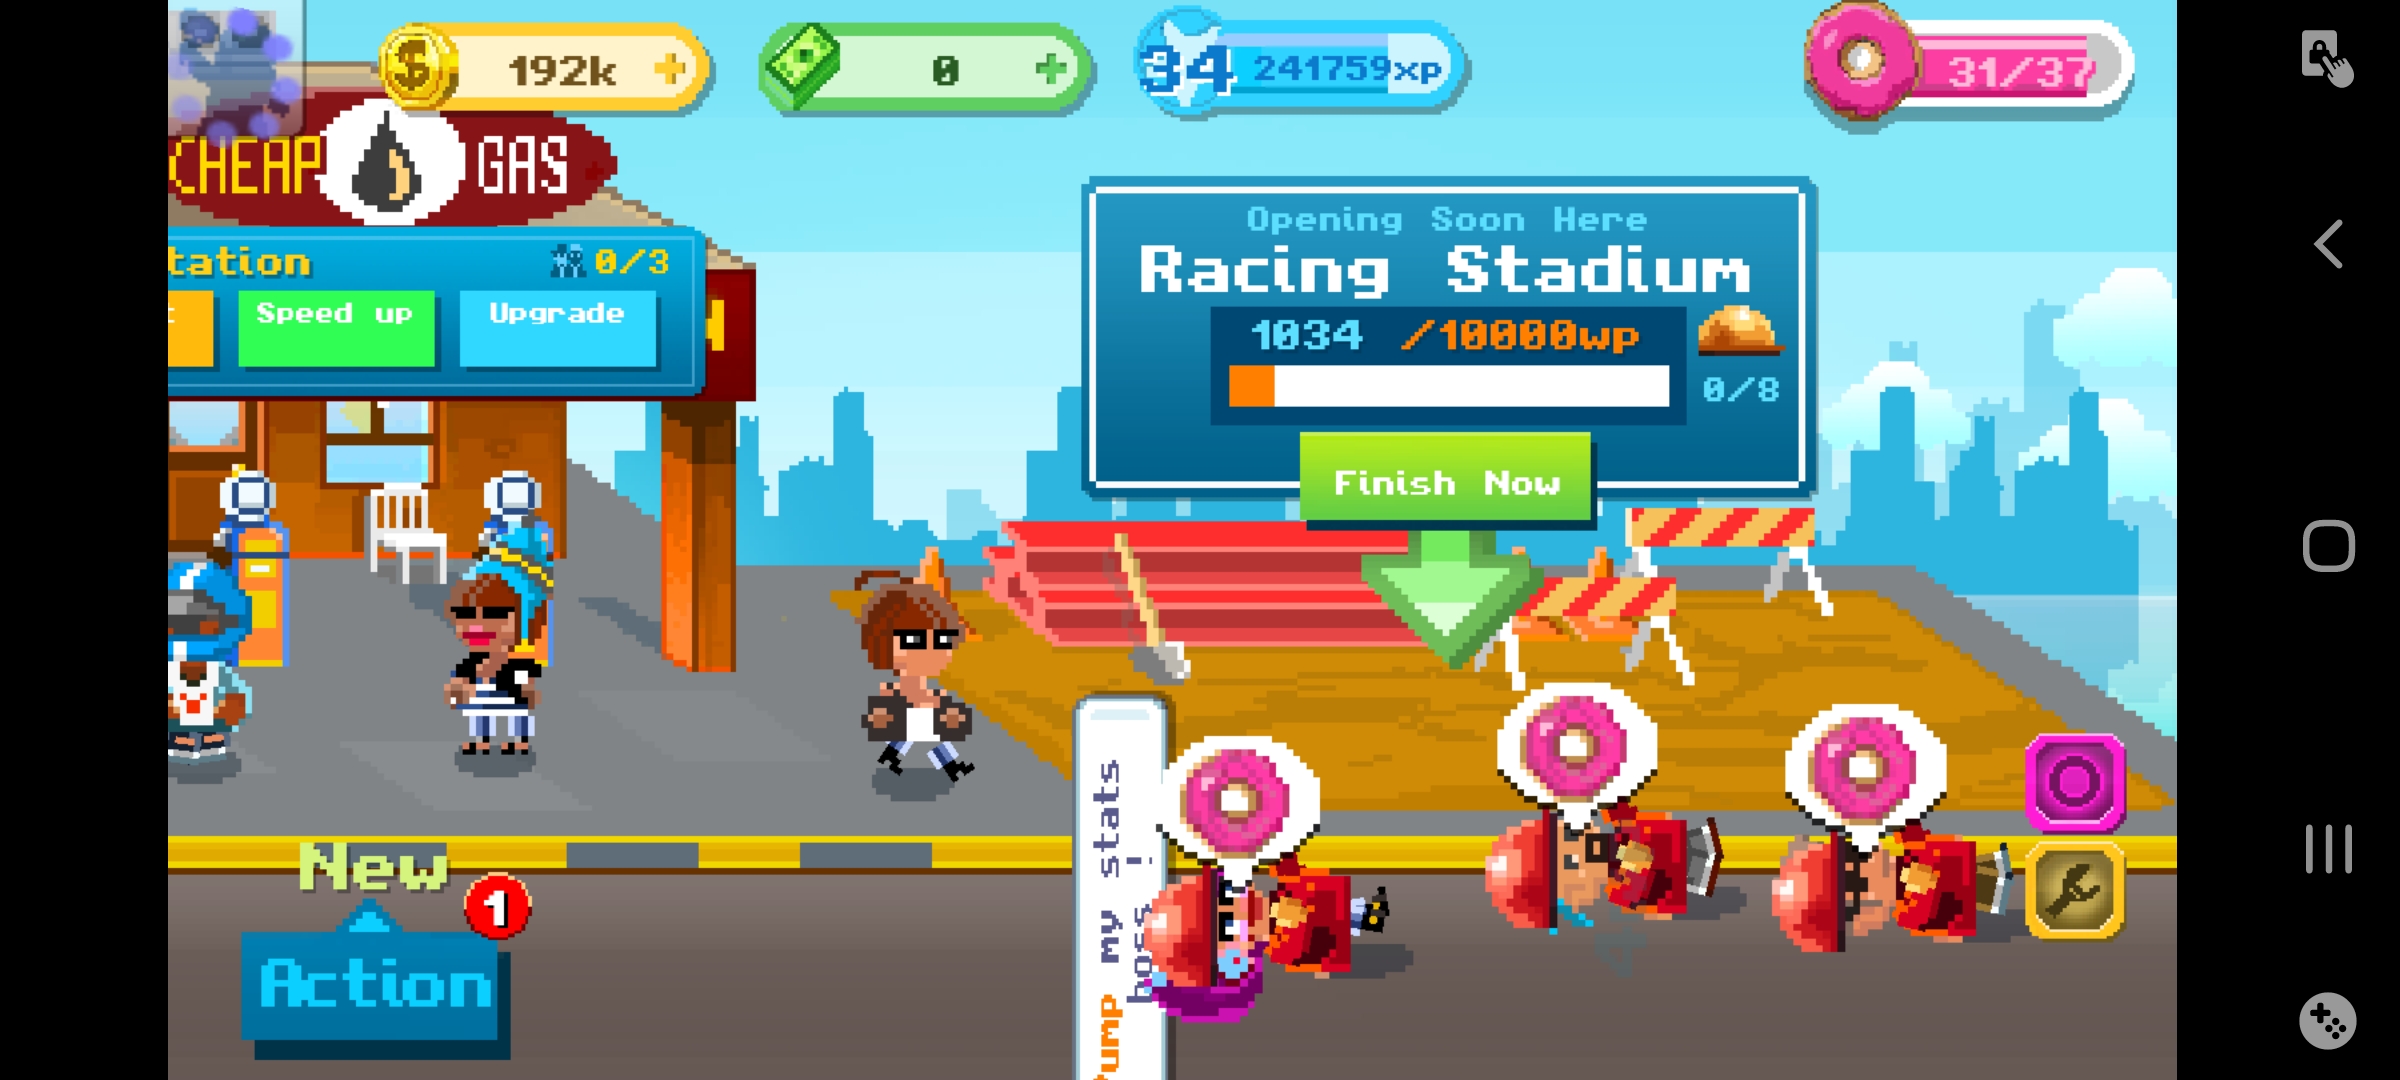 192k
0
34 241759xp
31/37
CHEAP GAS
tation 0/3
Speed up
Upgrade
Opening Soon Here
Racing Stadium
1034 /10000wp
0/8
Finish Now
my stats
boss !
New
1
Action